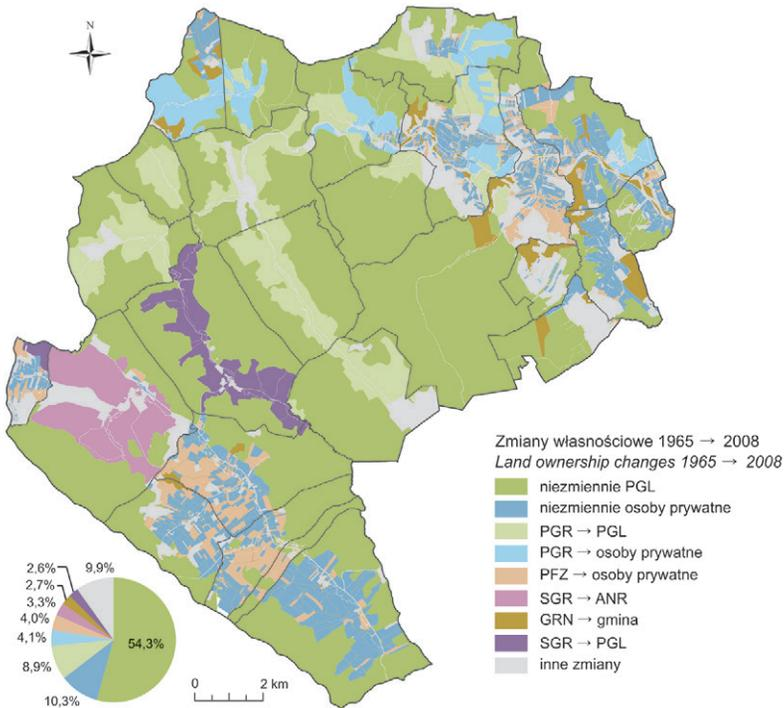 N
Zmiany własnościowe 1965 → 2008
Land ownership changes 1965 → 2008
niezmiennie PGL
niezmiennie osoby prywatne
PGR → PGL
PGR → osoby prywatne
PFZ → osoby prywatne
SGR → ANR
GRN → gmina
SGR → PGL
inne zmiany
9,9%
2,6%
2,7%
3,3%
4,0%
4,1%
8,9%
10,3%
54,3%
0 2 km